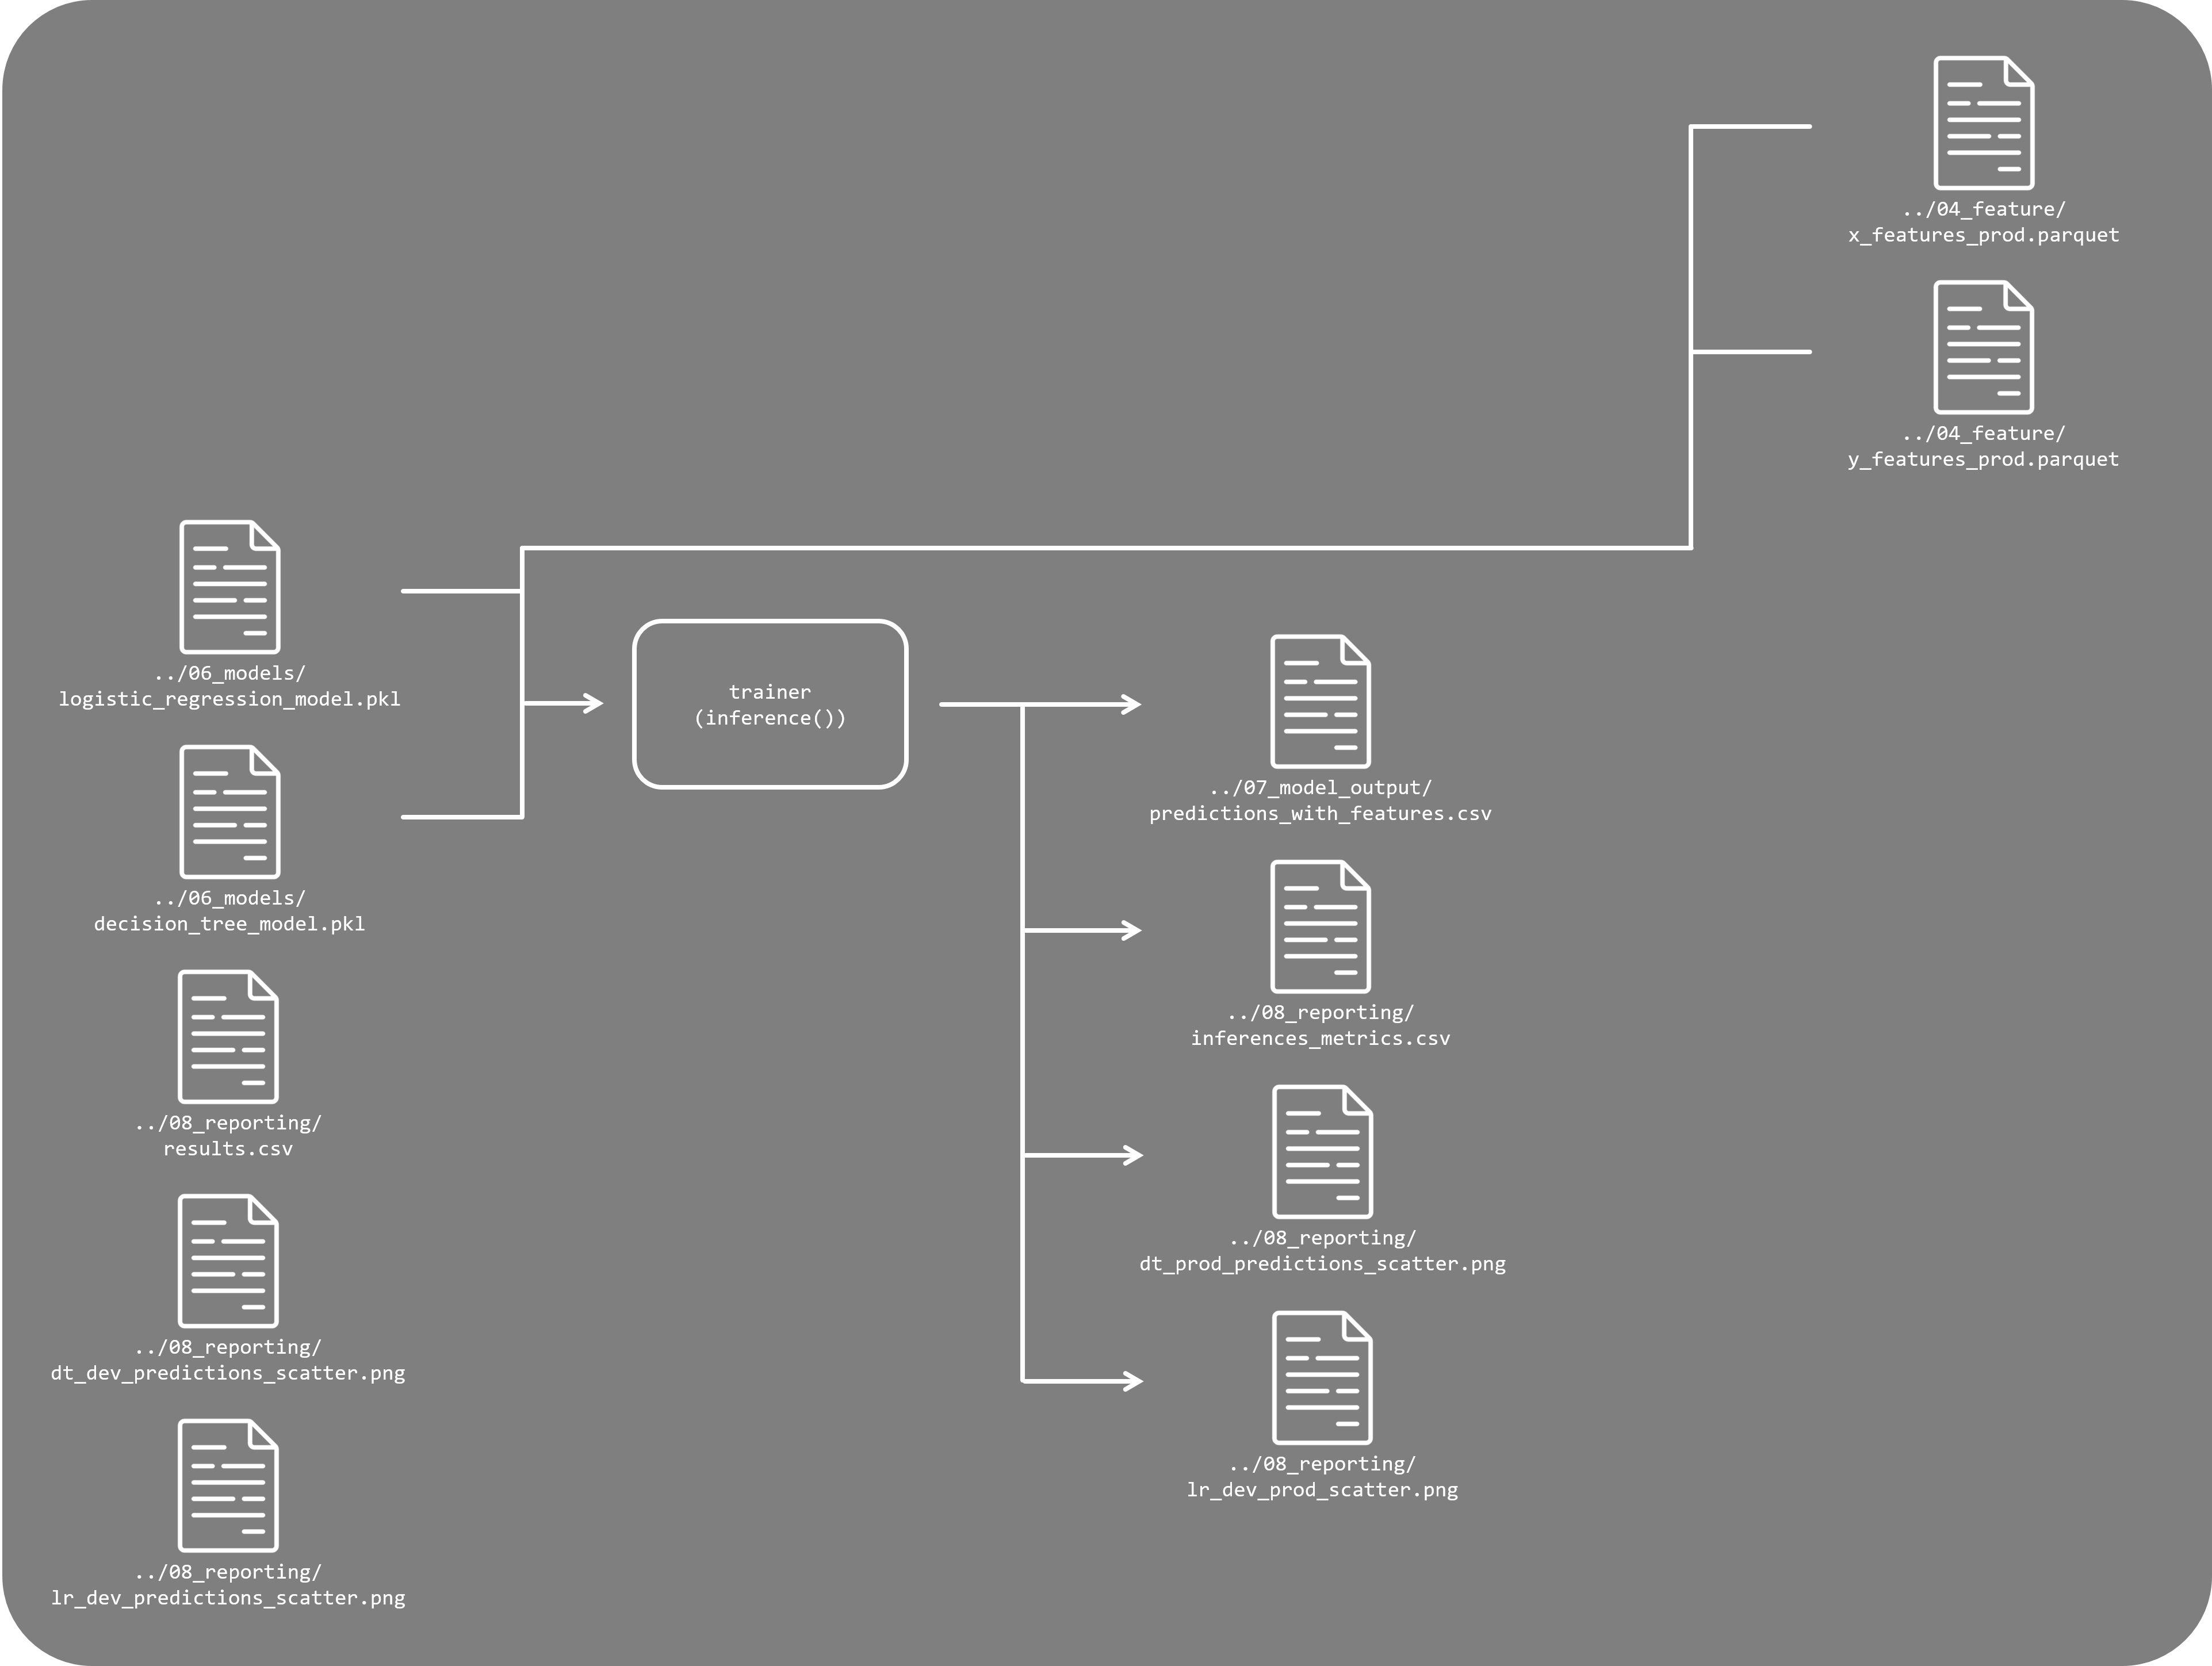 ../04_feature/
x_features_prod.parquet
../04_feature/
y_features_prod.parquet
../06_models/
logistic_regression_model.pkl
../06_models/
decision_tree_model.pkl
../08_reporting/
results.csv
../08_reporting/
dt_dev_predictions_scatter.png
../08_reporting/
lr_dev_predictions_scatter.png
trainer
(inference())
../07_model_output/
predictions_with_features.csv
../08_reporting/
inferences_metrics.csv
../08_reporting/
dt_prod_predictions_scatter.png
../08_reporting/
lr_dev_prod_scatter.png